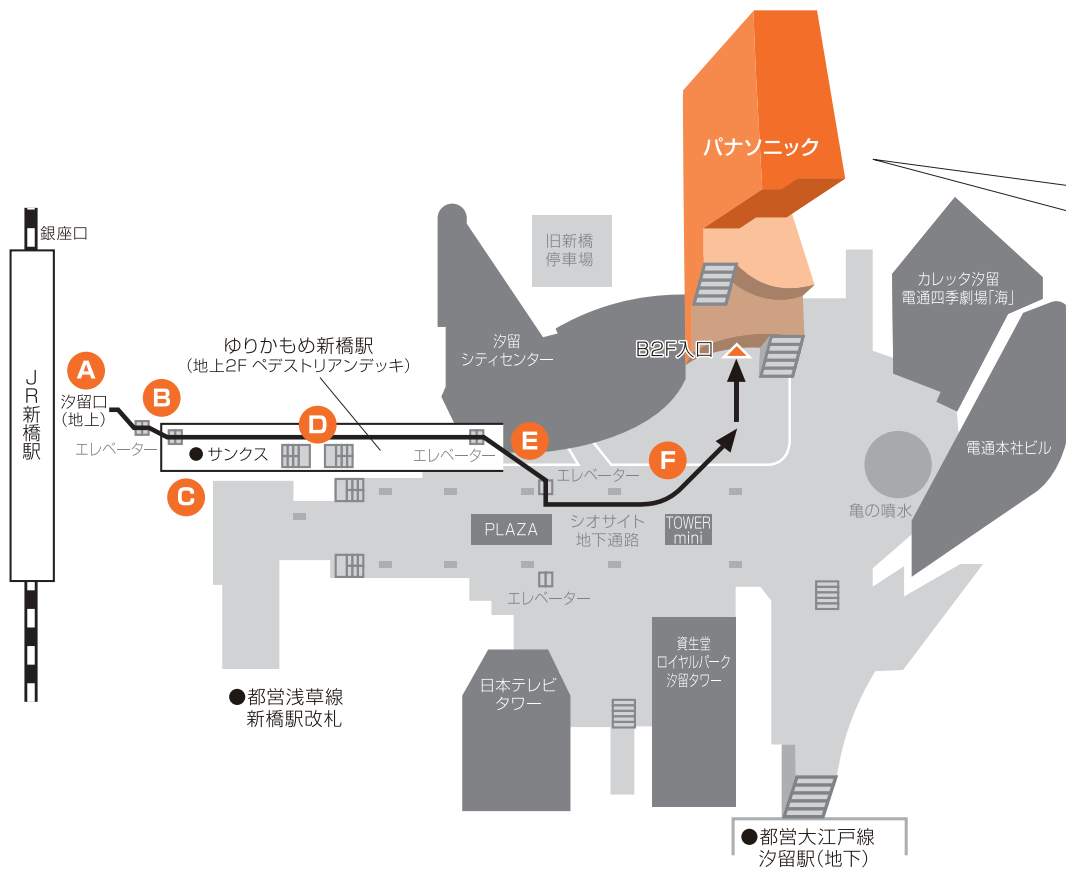 パナソニック
銀座口
旧新橋
停車場
カレッタ汐留
電通四季劇場「海」
汐留
シティセンター
B2F入口
ゆりかもめ新橋駅
(地上2F ペデストリアンデッキ)
A
汐留口
(地上)
B
JR新橋駅
D
E
F
エレベーター
サンクス
エレベーター
エレベーター
電通本社ビル
C
亀の噴水
PLAZA
シオサイト
地下通路
TOWER
mini
エレベーター
資生堂
ロイヤルパーク
汐留タワー
日本テレビ
タワー
●都営浅草線
新橋駅改札
●都営大江戸線
汐留駅(地下)